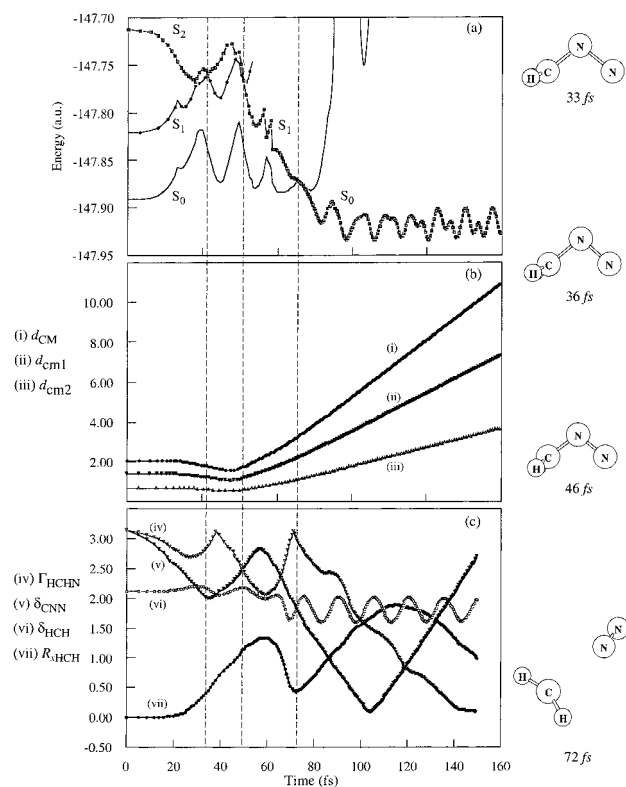 (a)
-147.70
-147.75
-147.80
-147.85
-147.90
-147.95
Energy (a.u.)
S2
S1
S0
S1
S0
(b)
10.00
8.00
6.00
4.00
2.00
(i) dCM
(ii) dcm1
(iii) dcm2
(i)
(ii)
(iii)
(c)
3.00
2.50
2.00
1.50
1.00
0.50
0.00
-0.50
(iv) ΓHCHN
(v) δCNN
(vi) δHCH
(vii) RxHCH
(iv)
(v)
(vi)
(vii)
0 20 40 60 80 100 120 140 160
Time (fs)
H C N N
33 fs
H C N N
36 fs
H C N N
46 fs
N N
H C H
72 fs